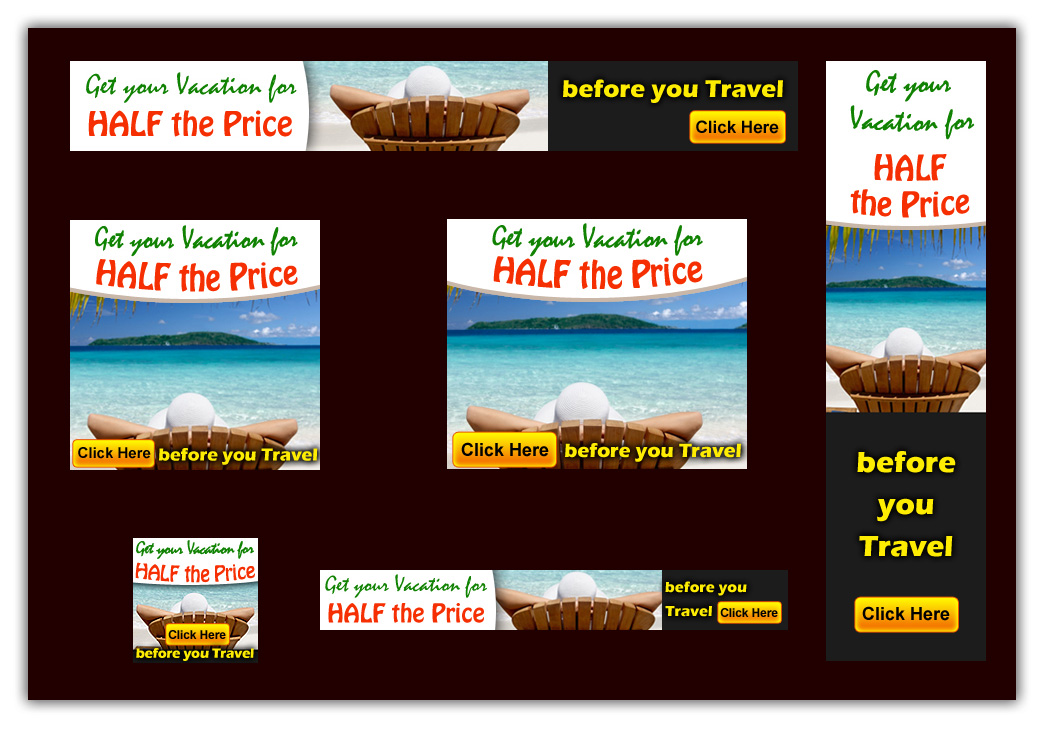 Get your Vacation for
HALF the Price
before you Travel
Click Here
Get your
Vacation for
HALF
the Price
before
you
Travel
Click Here
Get your Vacation for
HALF the Price
Click Here before you Travel
Get your Vacation for
HALF the Price
Click Here before you Travel
Get your Vacation for
HALF the Price
Click Here
before you Travel
Get your Vacation for
HALF the Price
before you
Travel Click Here